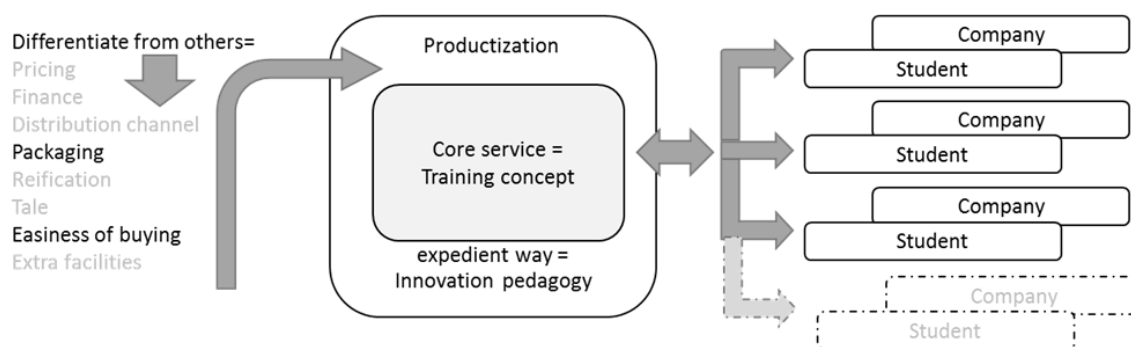 Differentiate from others=
Pricing
Finance
Distribution channel
Packaging
Reification
Tale
Easiness of buying
Extra facilities
Productization
Core service =
Training concept
expedient way =
Innovation pedagogy
Company
Student
Company
Student
Company
Student
Company
Student